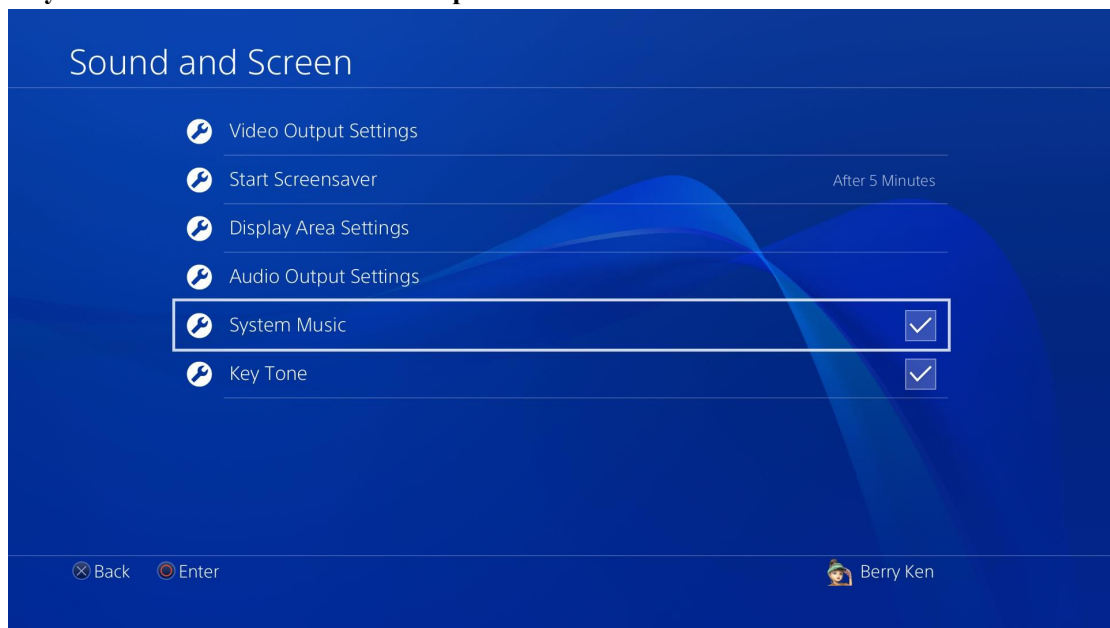 Sound and Screen
Video Output Settings
Start Screensaver After 5 Minutes
Display Area Settings
Audio Output Settings
System Music
Key Tone
Back Enter Berry Ken